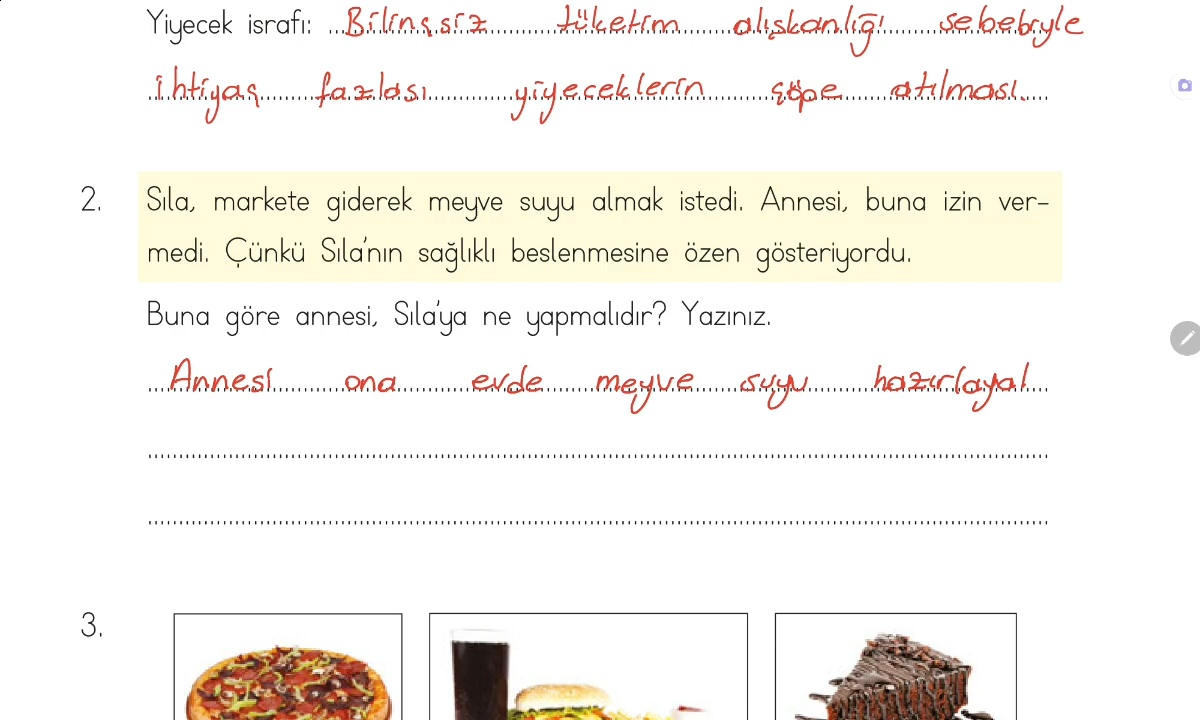 Yiyecek israfı: Bilinçsiz tüketim alışkanlığı sebebiyle
ihtiyaç fazlası yiyeceklerin çöpe atılması.
2. Sıla, markete giderek meyve suyu almak istedi. Annesi, buna izin ver-
medi. Çünkü Sıla'nın sağlıklı beslenmesine özen gösteriyordu.
Buna göre annesi, Sıla'ya ne yapmalıdır? Yazınız.
Annesi ona evde meyve suyu hazırlayal
3.